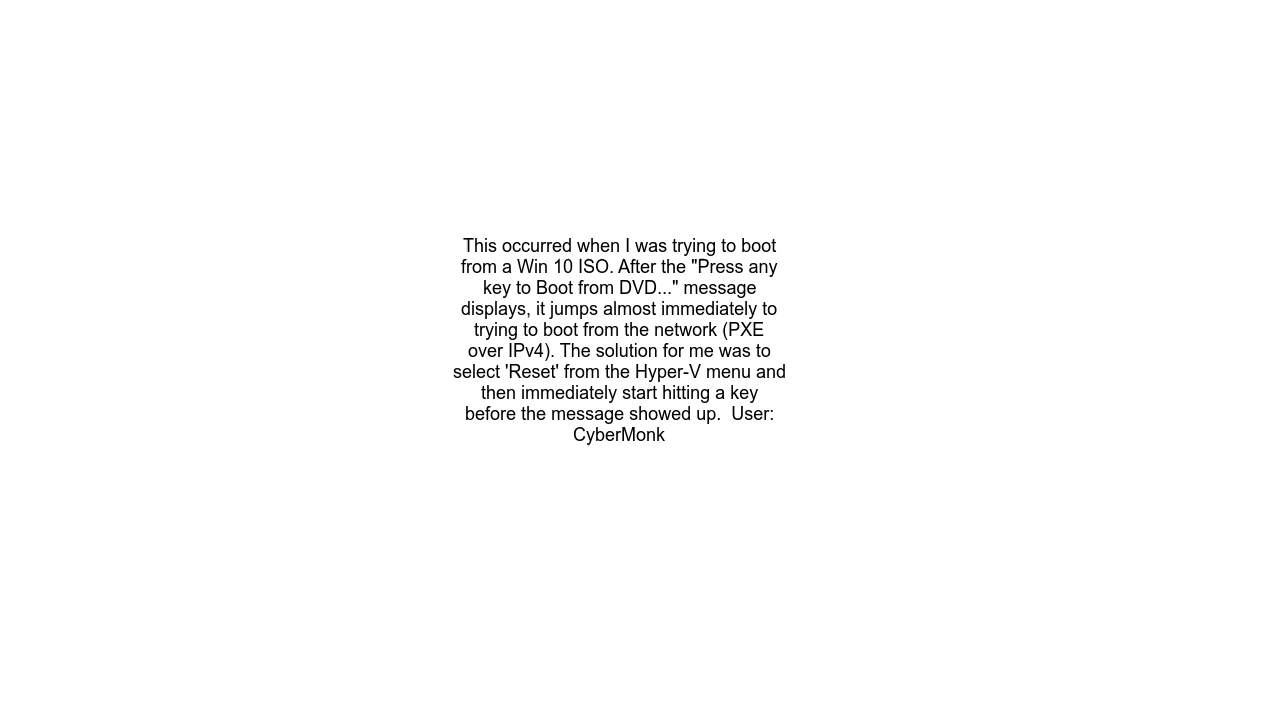 This occurred when I was trying to boot
from a Win 10 ISO. After the "Press any
key to Boot from DVD..." message
displays, it jumps almost immediately to
trying to boot from the network (PXE
over IPv4). The solution for me was to
select 'Reset' from the Hyper-V menu and
then immediately start hitting a key
before the message showed up.  User:
CyberMonk